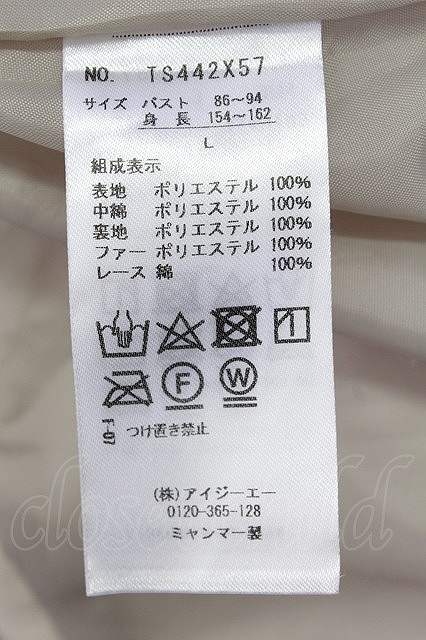 NO. TS442X57
サイズ バスト 86~94
身長 154~162
L
組成表示
表地 ポリエステル 100%
中綿 ポリエステル 100%
裏地 ポリエステル 100%
ファー ポリエステル 100%
レース 綿 100%
F W
F-07 つけ置き禁止
(株)アイジーエー
0120-365-128
ミャンマー製